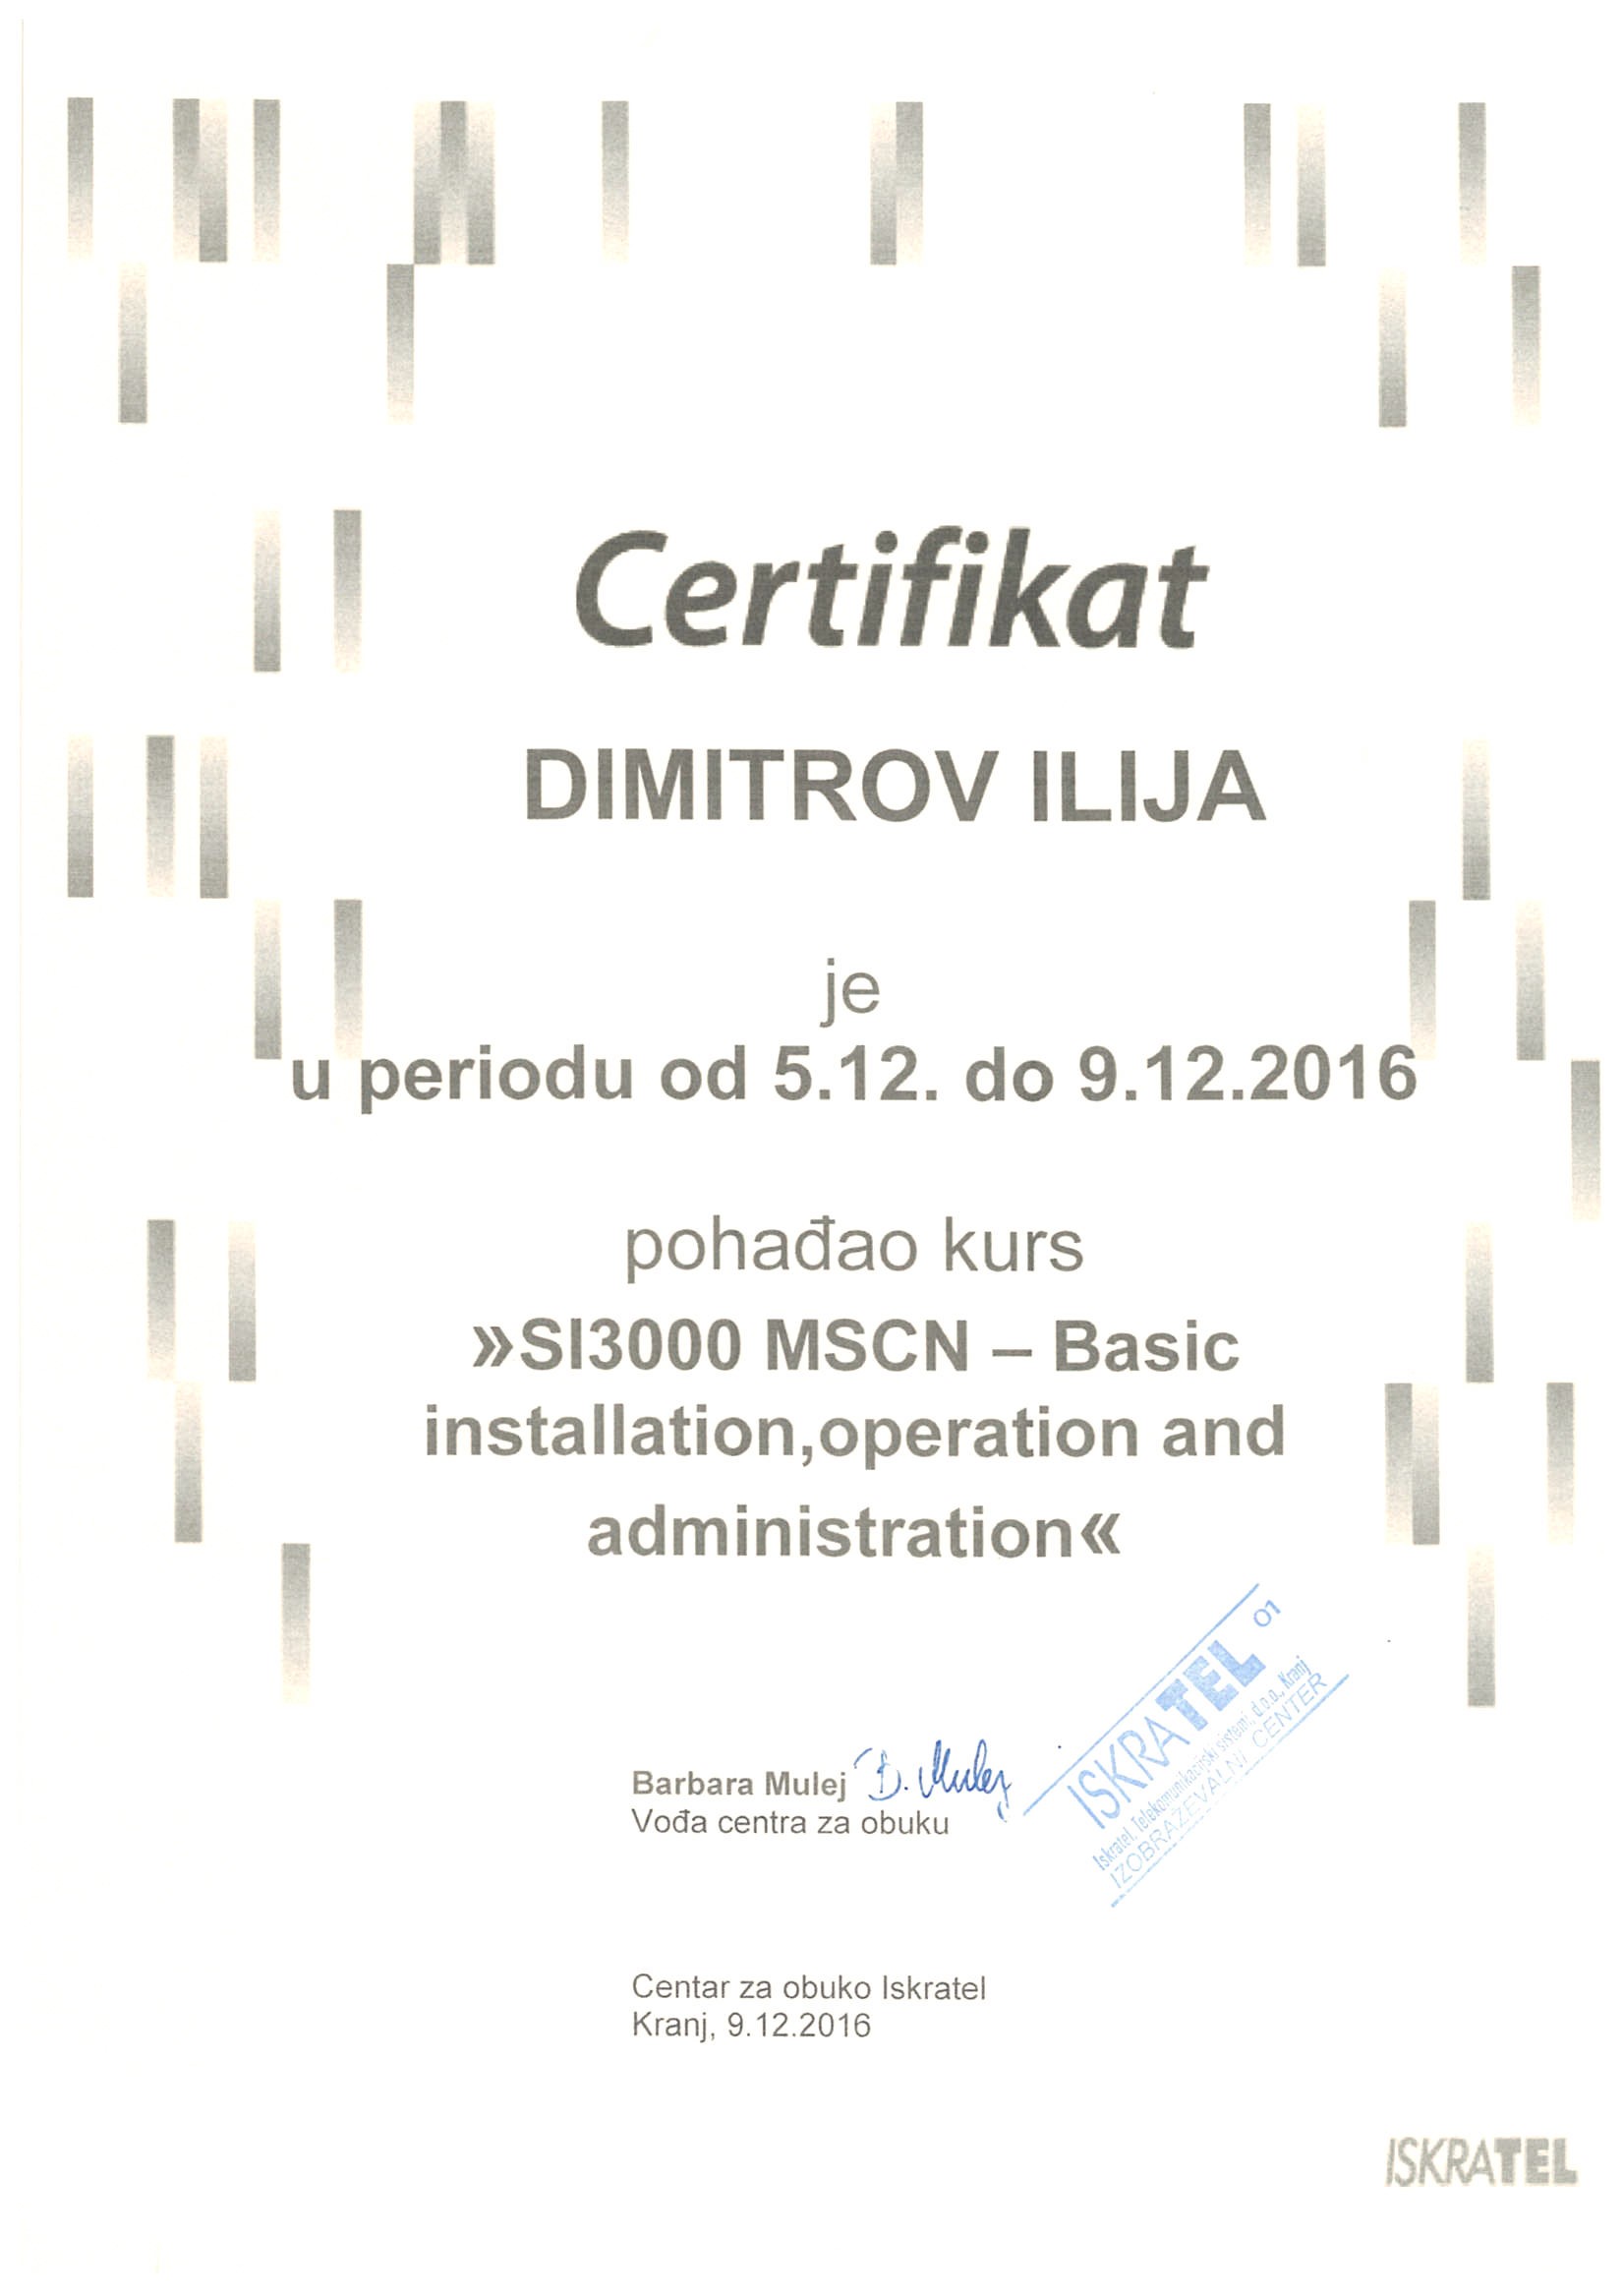 Certifikat
DIMITROV ILIJA
je
u periodu od 5.12. do 9.12.2016
pohađao kurs
»SI3000 MSCN – Basic
installation,operation and
administration«
Barbara Mulej B. Mulej
Vođa centra za obuku
ISKRATEL 01
Iskratel, Telekomunikacijski sistemi, d.o.o., Kranj
IZOBRAŽEVALNI CENTER
Centar za obuko Iskratel
Kranj, 9.12.2016
ISKRATEL